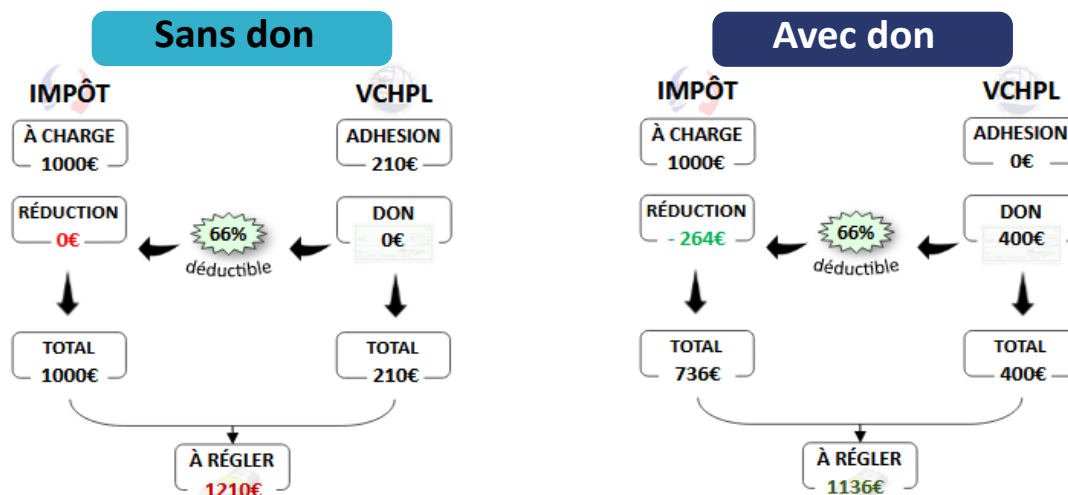 Sans don
IMPÔT
VCHPL
À CHARGE
1000€
ADHESION
210€
RÉDUCTION
0€
66%
déductible
DON
0€
TOTAL
1000€
TOTAL
210€
À RÉGLER
1210€
Avec don
IMPÔT
VCHPL
À CHARGE
1000€
ADHESION
0€
RÉDUCTION
- 264€
66%
déductible
DON
400€
TOTAL
736€
TOTAL
400€
À RÉGLER
1136€